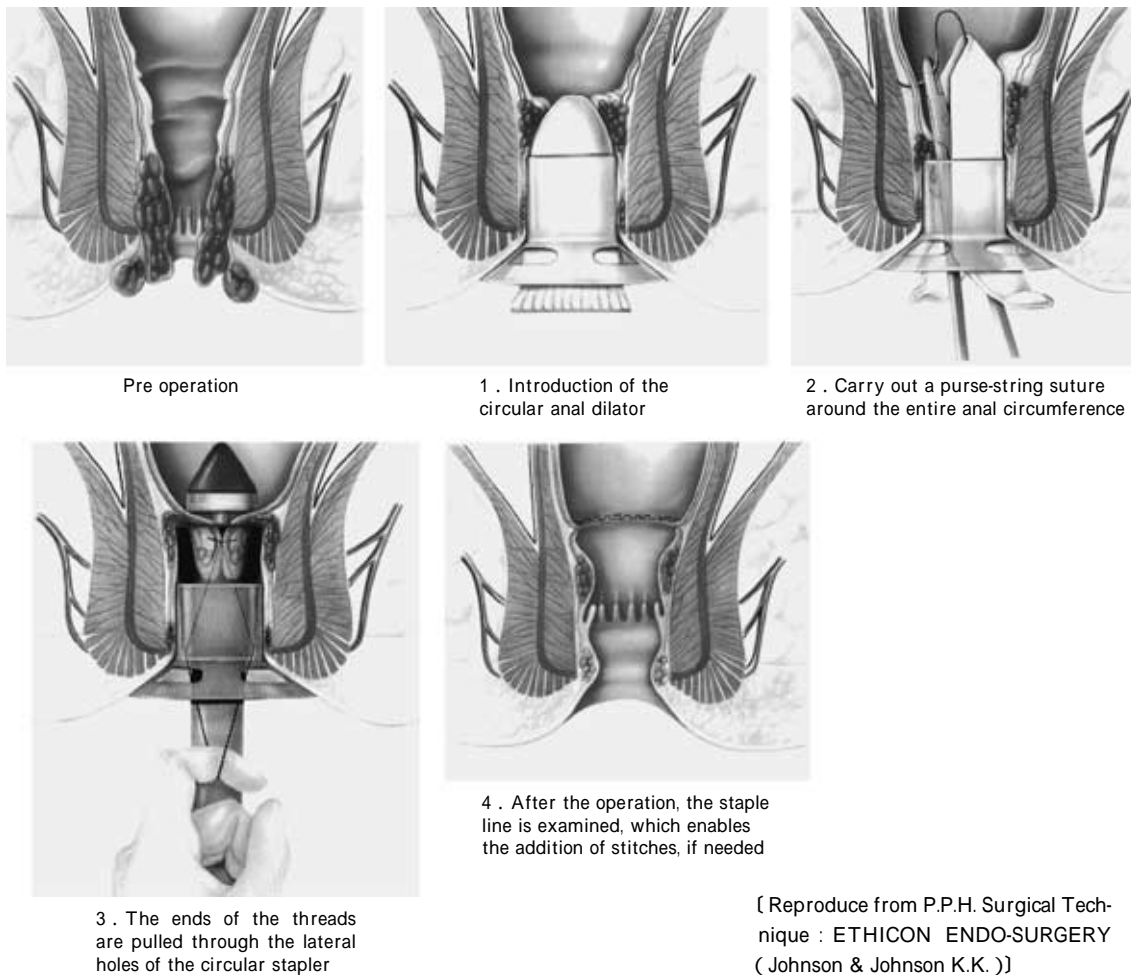 Pre operation
1 . Introduction of the
circular anal dilator
2 . Carry out a purse-string suture
around the entire anal circumference
3 . The ends of the threads
are pulled through the lateral
holes of the circular stapler
4 . After the operation, the staple
line is examined, which enables
the addition of stitches, if needed
〔 Reproduce from P.P.H. Surgical Tech-
nique : ETHICON ENDO-SURGERY
( Johnson & Johnson K.K. )〕